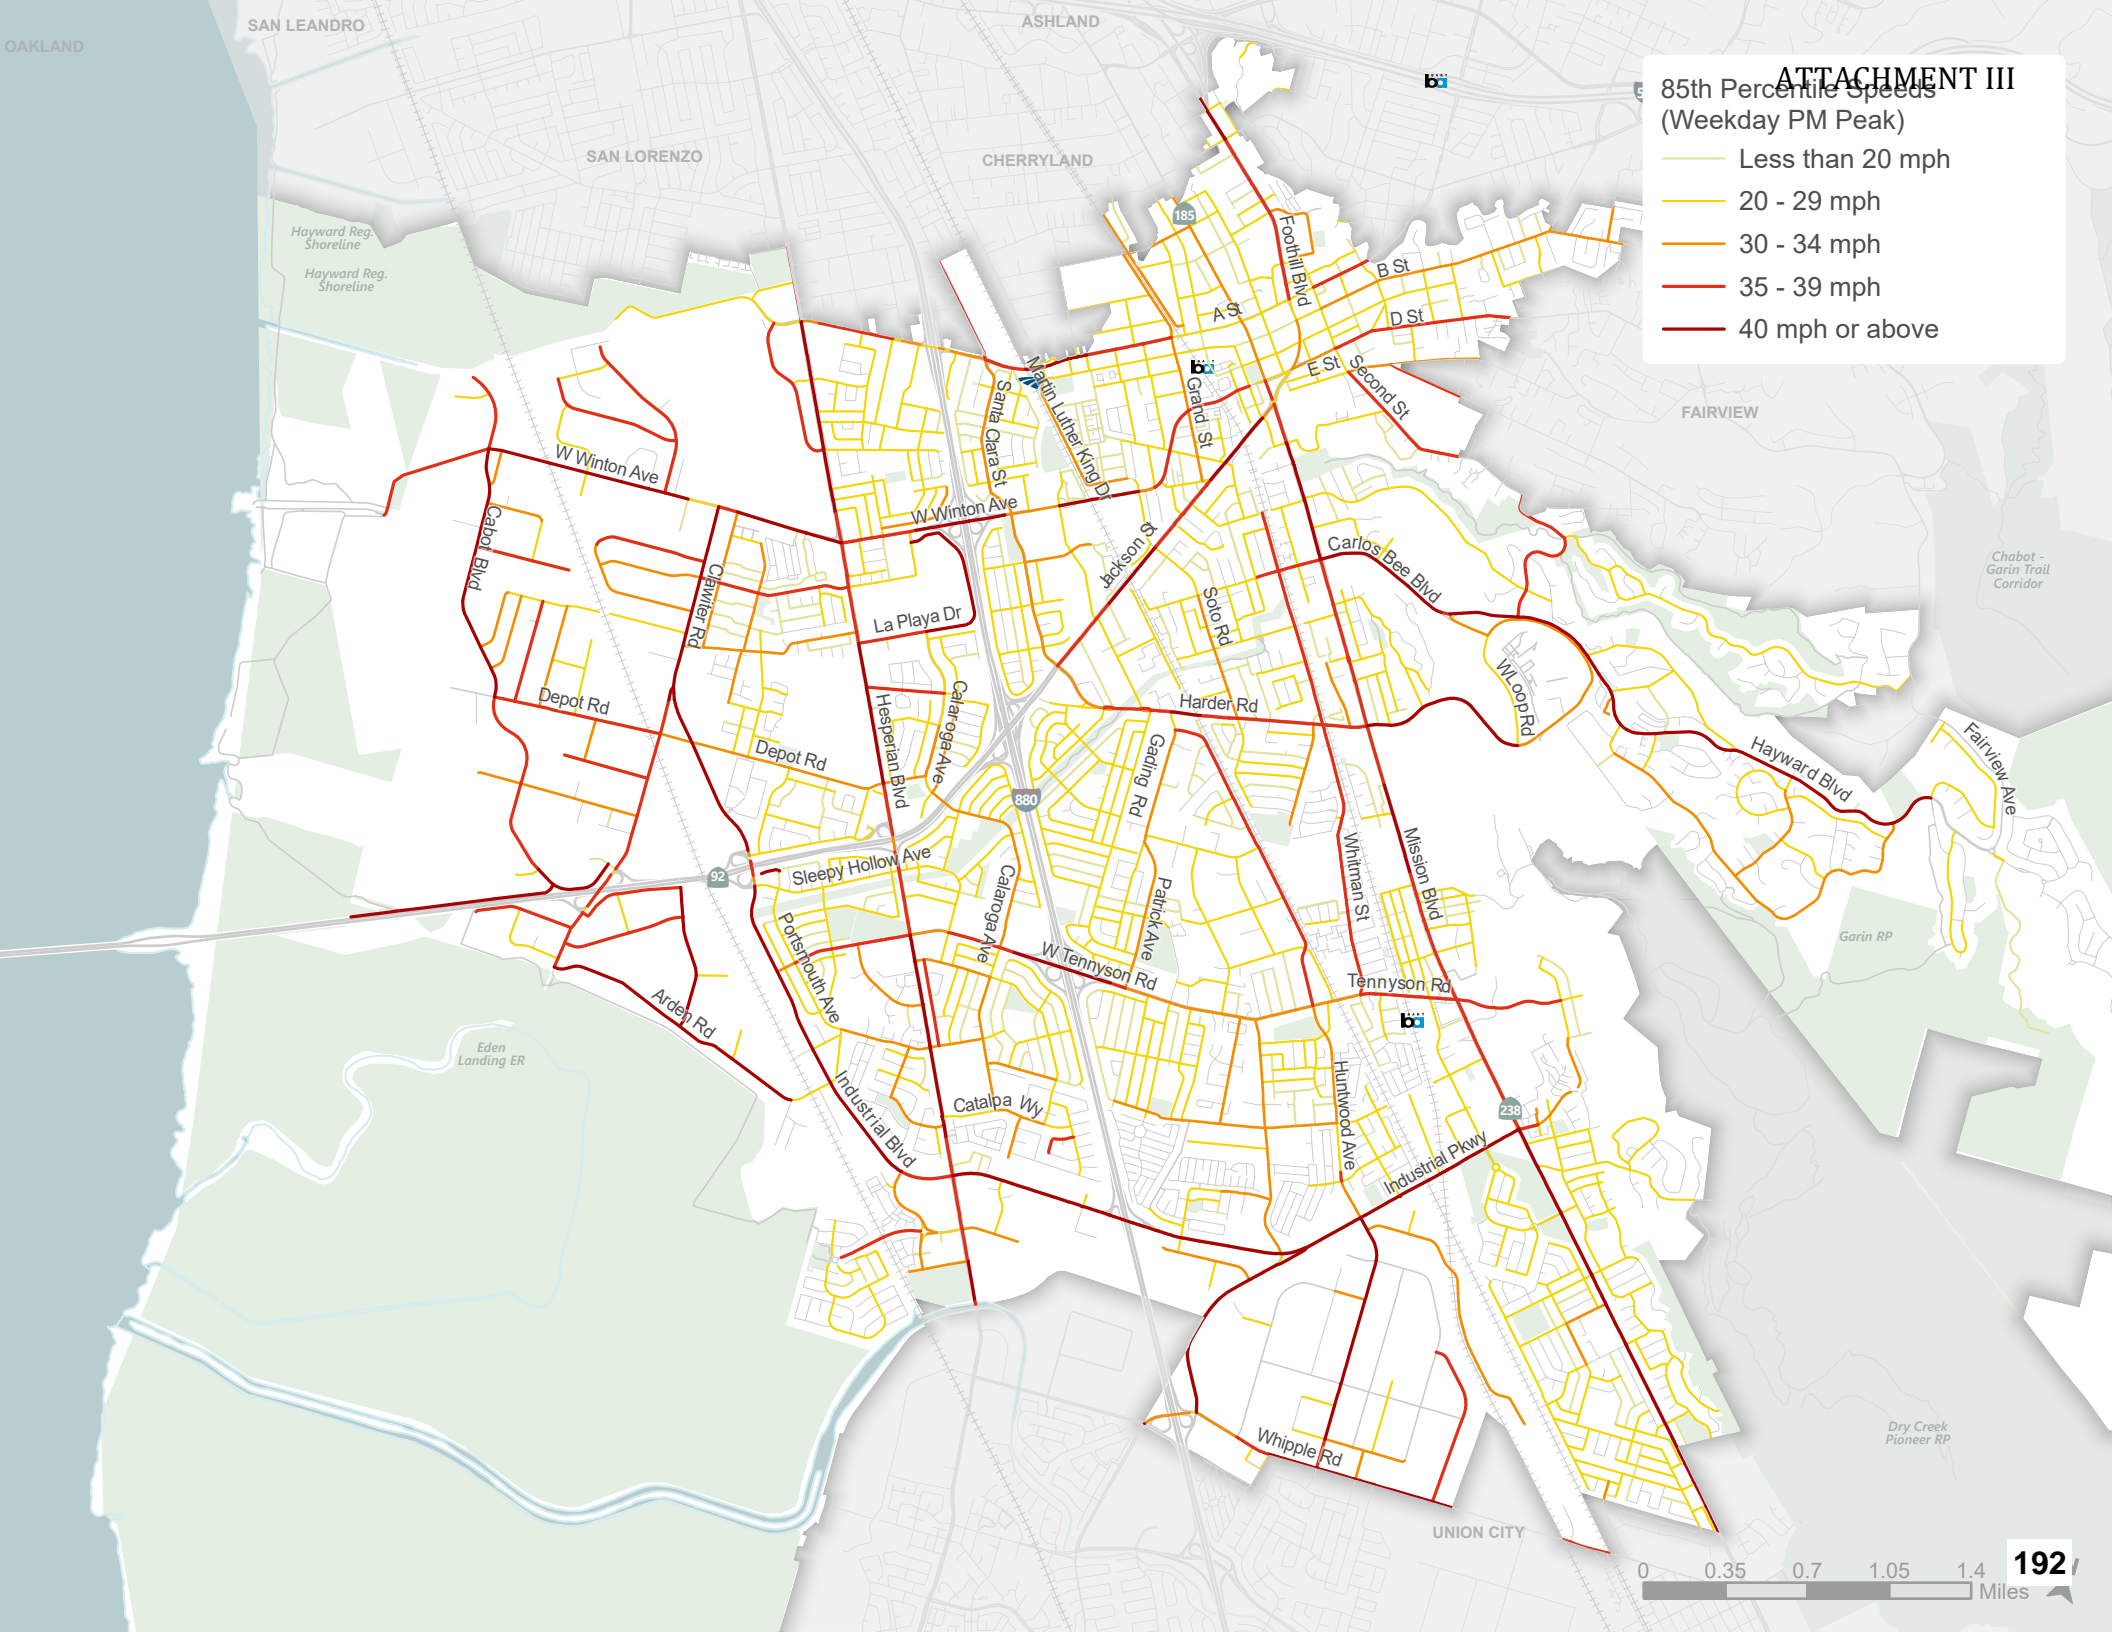 OAKLAND
SAN LEANDRO
ASHLAND
SAN LORENZO
CHERRYLAND
ATTACHMENT III
85th Percentile Speeds
(Weekday PM Peak)
Less than 20 mph
20 - 29 mph
30 - 34 mph
35 - 39 mph
40 mph or above
Hayward Reg.
Shoreline
Hayward Reg.
Shoreline
185
Foothill Blvd
B St
A St
D St
E St
Second St
Martin Luther King Dr
Santa Clara St
Grand St
FAIRVIEW
W Winton Ave
W Winton Ave
Cabot Blvd
Clawiter Rd
Jackson St
Carlos Bee Blvd
Chabot -
Garin Trail
Corridor
La Playa Dr
Soto Rd
W Loop Rd
Depot Rd
Depot Rd
Hesperian Blvd
Calaroga Ave
Harder Rd
Gading Rd
Hayward Blvd
Fairview Ave
880
92
Sleepy Hollow Ave
Calaroga Ave
Patrick Ave
Whitman St
Mission Blvd
Garin RP
Portsmouth Ave
W Tennyson Rd
Tennyson Rd
Arden Rd
Eden
Landing ER
Industrial Blvd
Catalpa Wy
Huntwood Ave
238
Industrial Pkwy
Whipple Rd
Dry Creek
Pioneer RP
UNION CITY
0 0.35 0.7 1.05 1.4
Miles
192